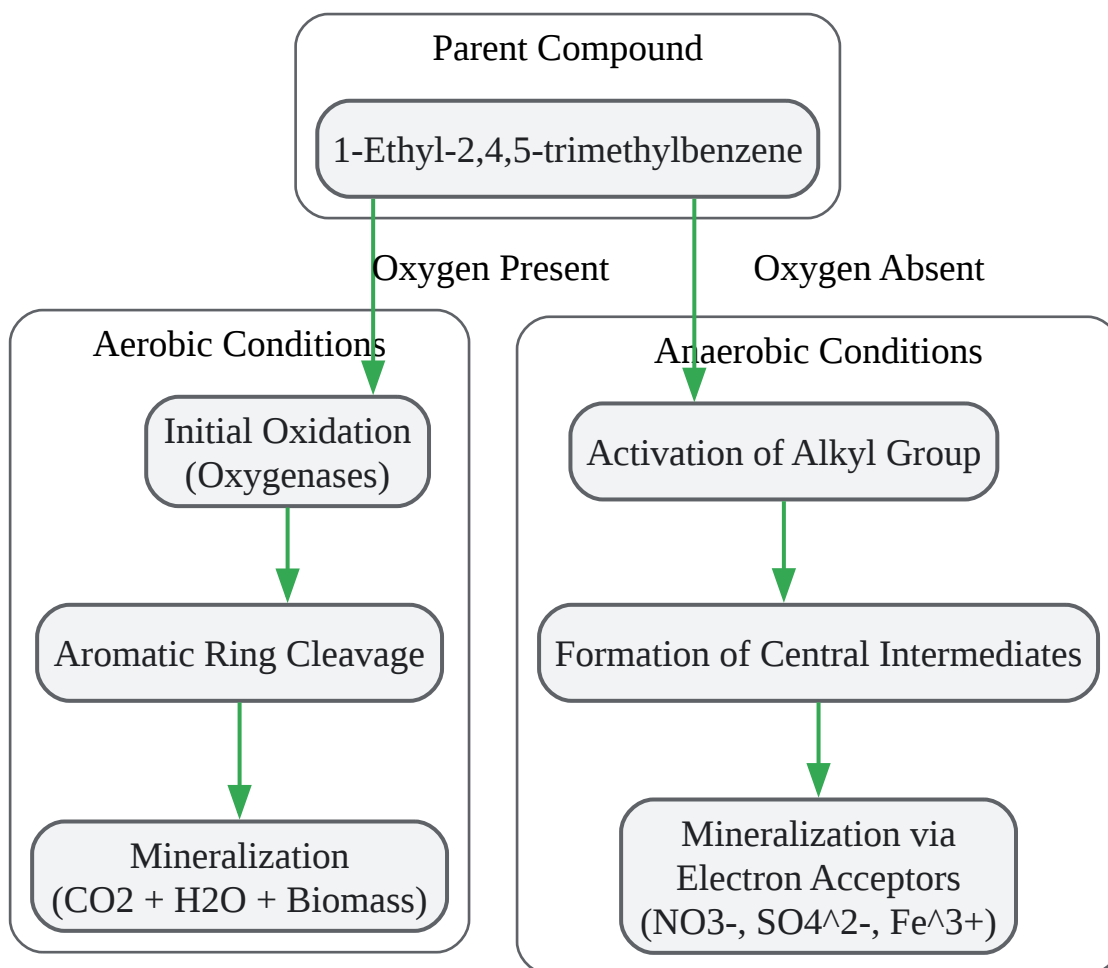 Parent Compound
1-Ethyl-2,4,5-trimethylbenzene
Oxygen Present
Oxygen Absent
Aerobic Conditions
Initial Oxidation
(Oxygenases)
Aromatic Ring Cleavage
Mineralization
(CO2 + H2O + Biomass)
Anaerobic Conditions
Activation of Alkyl Group
Formation of Central Intermediates
Mineralization via
Electron Acceptors
(NO3-, SO4^2-, Fe^3+)